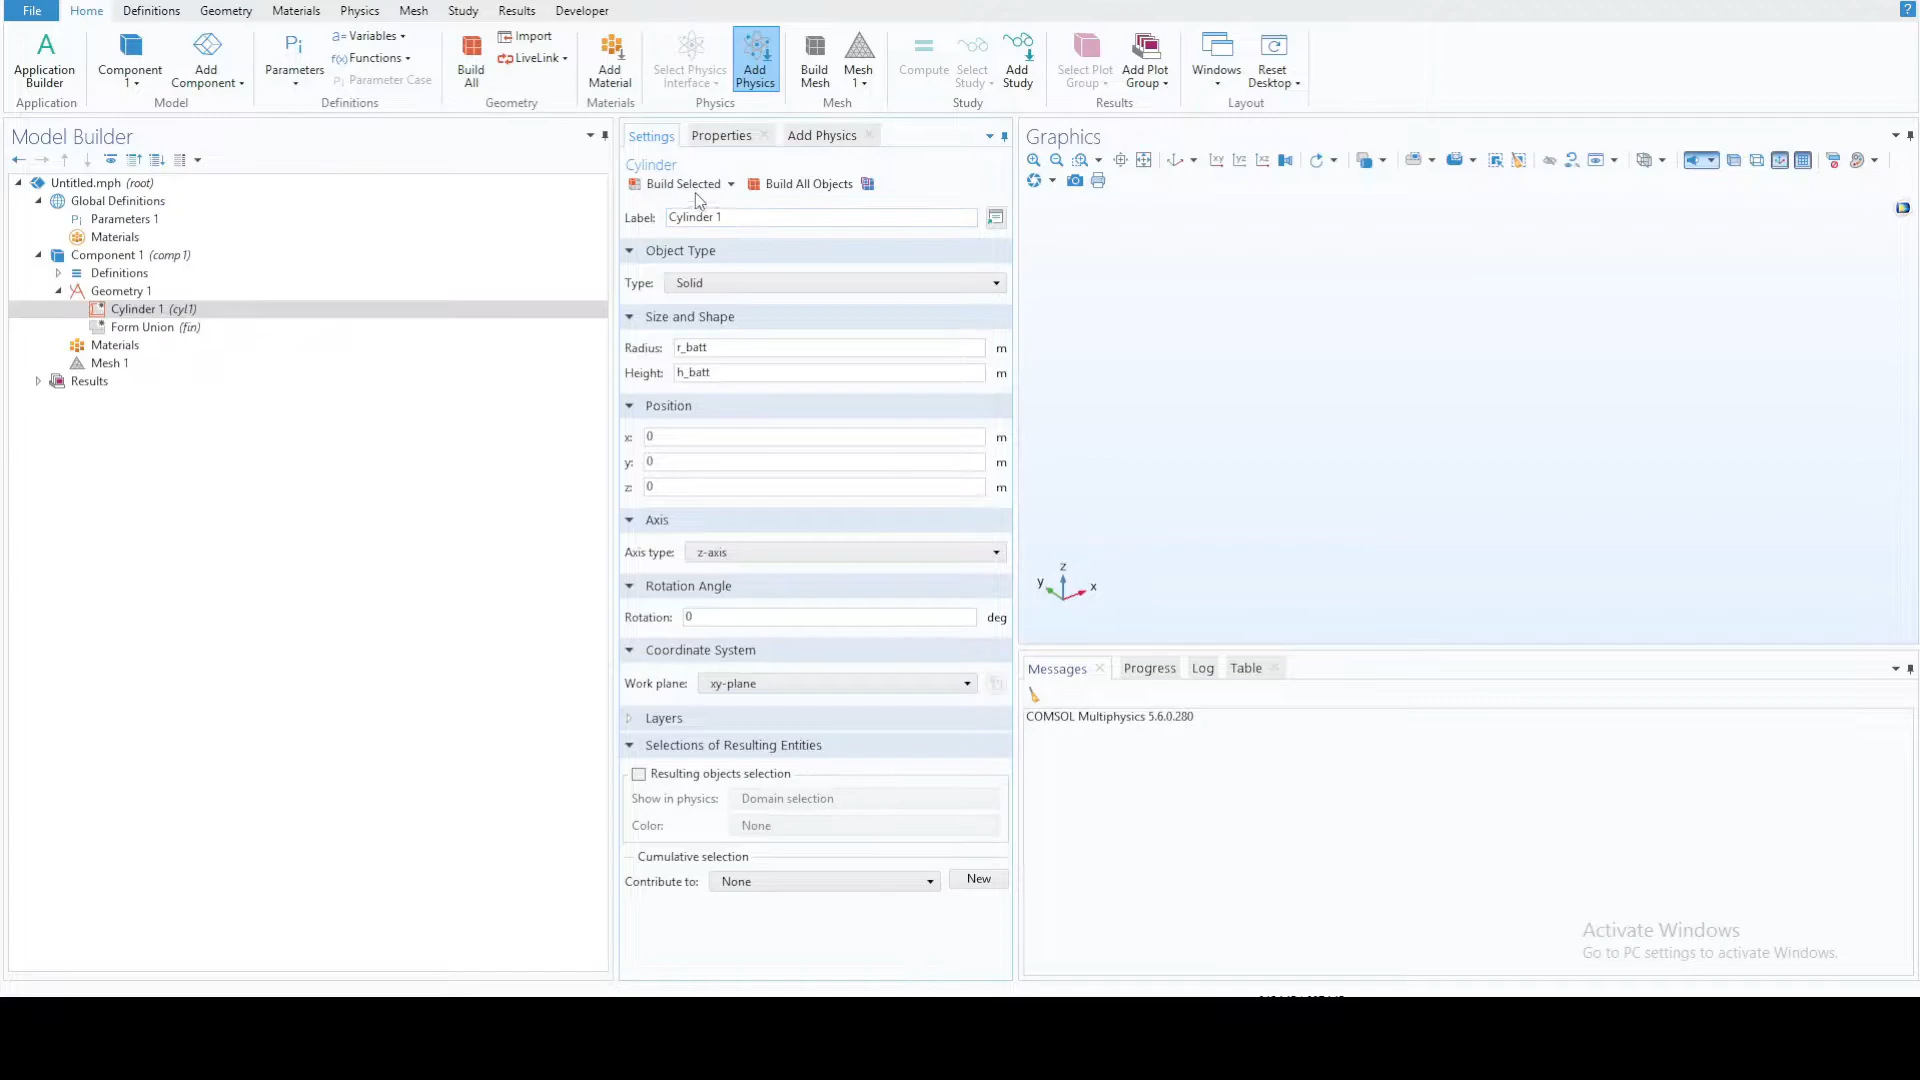 File Home Definitions Geometry Materials Physics Mesh Study Results Developer
Application Builder
Component 1
Add Component
Parameters
a= Variables
f(x) Functions
Pi Parameter Case
Build All
Import
LiveLink
Add Material
Select Physics Interface
Add Physics
Build Mesh
Mesh 1
Compute
Select Study
Add Study
Select Plot Group
Add Plot Group
Windows
Reset Desktop
Application Model Definitions Geometry Materials Physics Mesh Study Results Layout
Model Builder
Untitled.mph (root)
Global Definitions
Pi Parameters 1
Materials
Component 1 (comp1)
Definitions
Geometry 1
Cylinder 1 (cyl1)
Form Union (fin)
Materials
Mesh 1
Results
Settings Properties Add Physics
Cylinder
Build Selected Build All Objects
Label: Cylinder 1
Object Type
Type: Solid
Size and Shape
Radius: r_batt m
Height: h_batt m
Position
x: 0 m
y: 0 m
z: 0 m
Axis
Axis type: z-axis
Rotation Angle
Rotation: 0 deg
Coordinate System
Work plane: xy-plane
Layers
Selections of Resulting Entities
Resulting objects selection
Show in physics: Domain selection
Color: None
Cumulative selection
Contribute to: None New
Graphics
xy yz xz
z
y x
Messages Progress Log Table
COMSOL Multiphysics 5.6.0.280
Activate Windows
Go to PC settings to activate Windows.